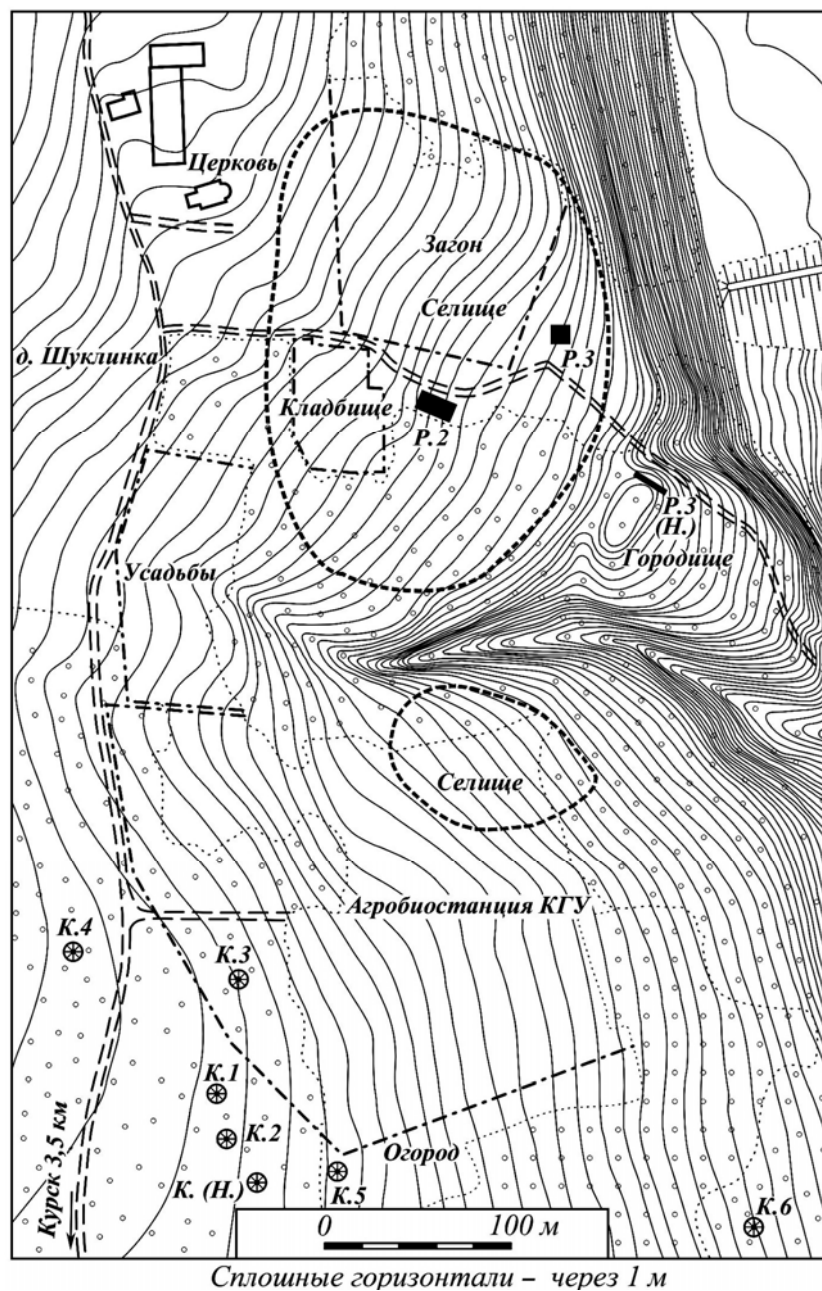 Церковь
Загон
Селище
д. Шуклинка
Р.3
Кладбище
Р.2
Р.3
(Н.)
Городище
Усадьбы
Селище
Агробиостанция КГУ
К.4
К.3
К.1
К.2
Огород
К. (Н.)
К.5
К.6
Курск 3,5 км
0 100 м
Сплошные горизонтали – через 1 м